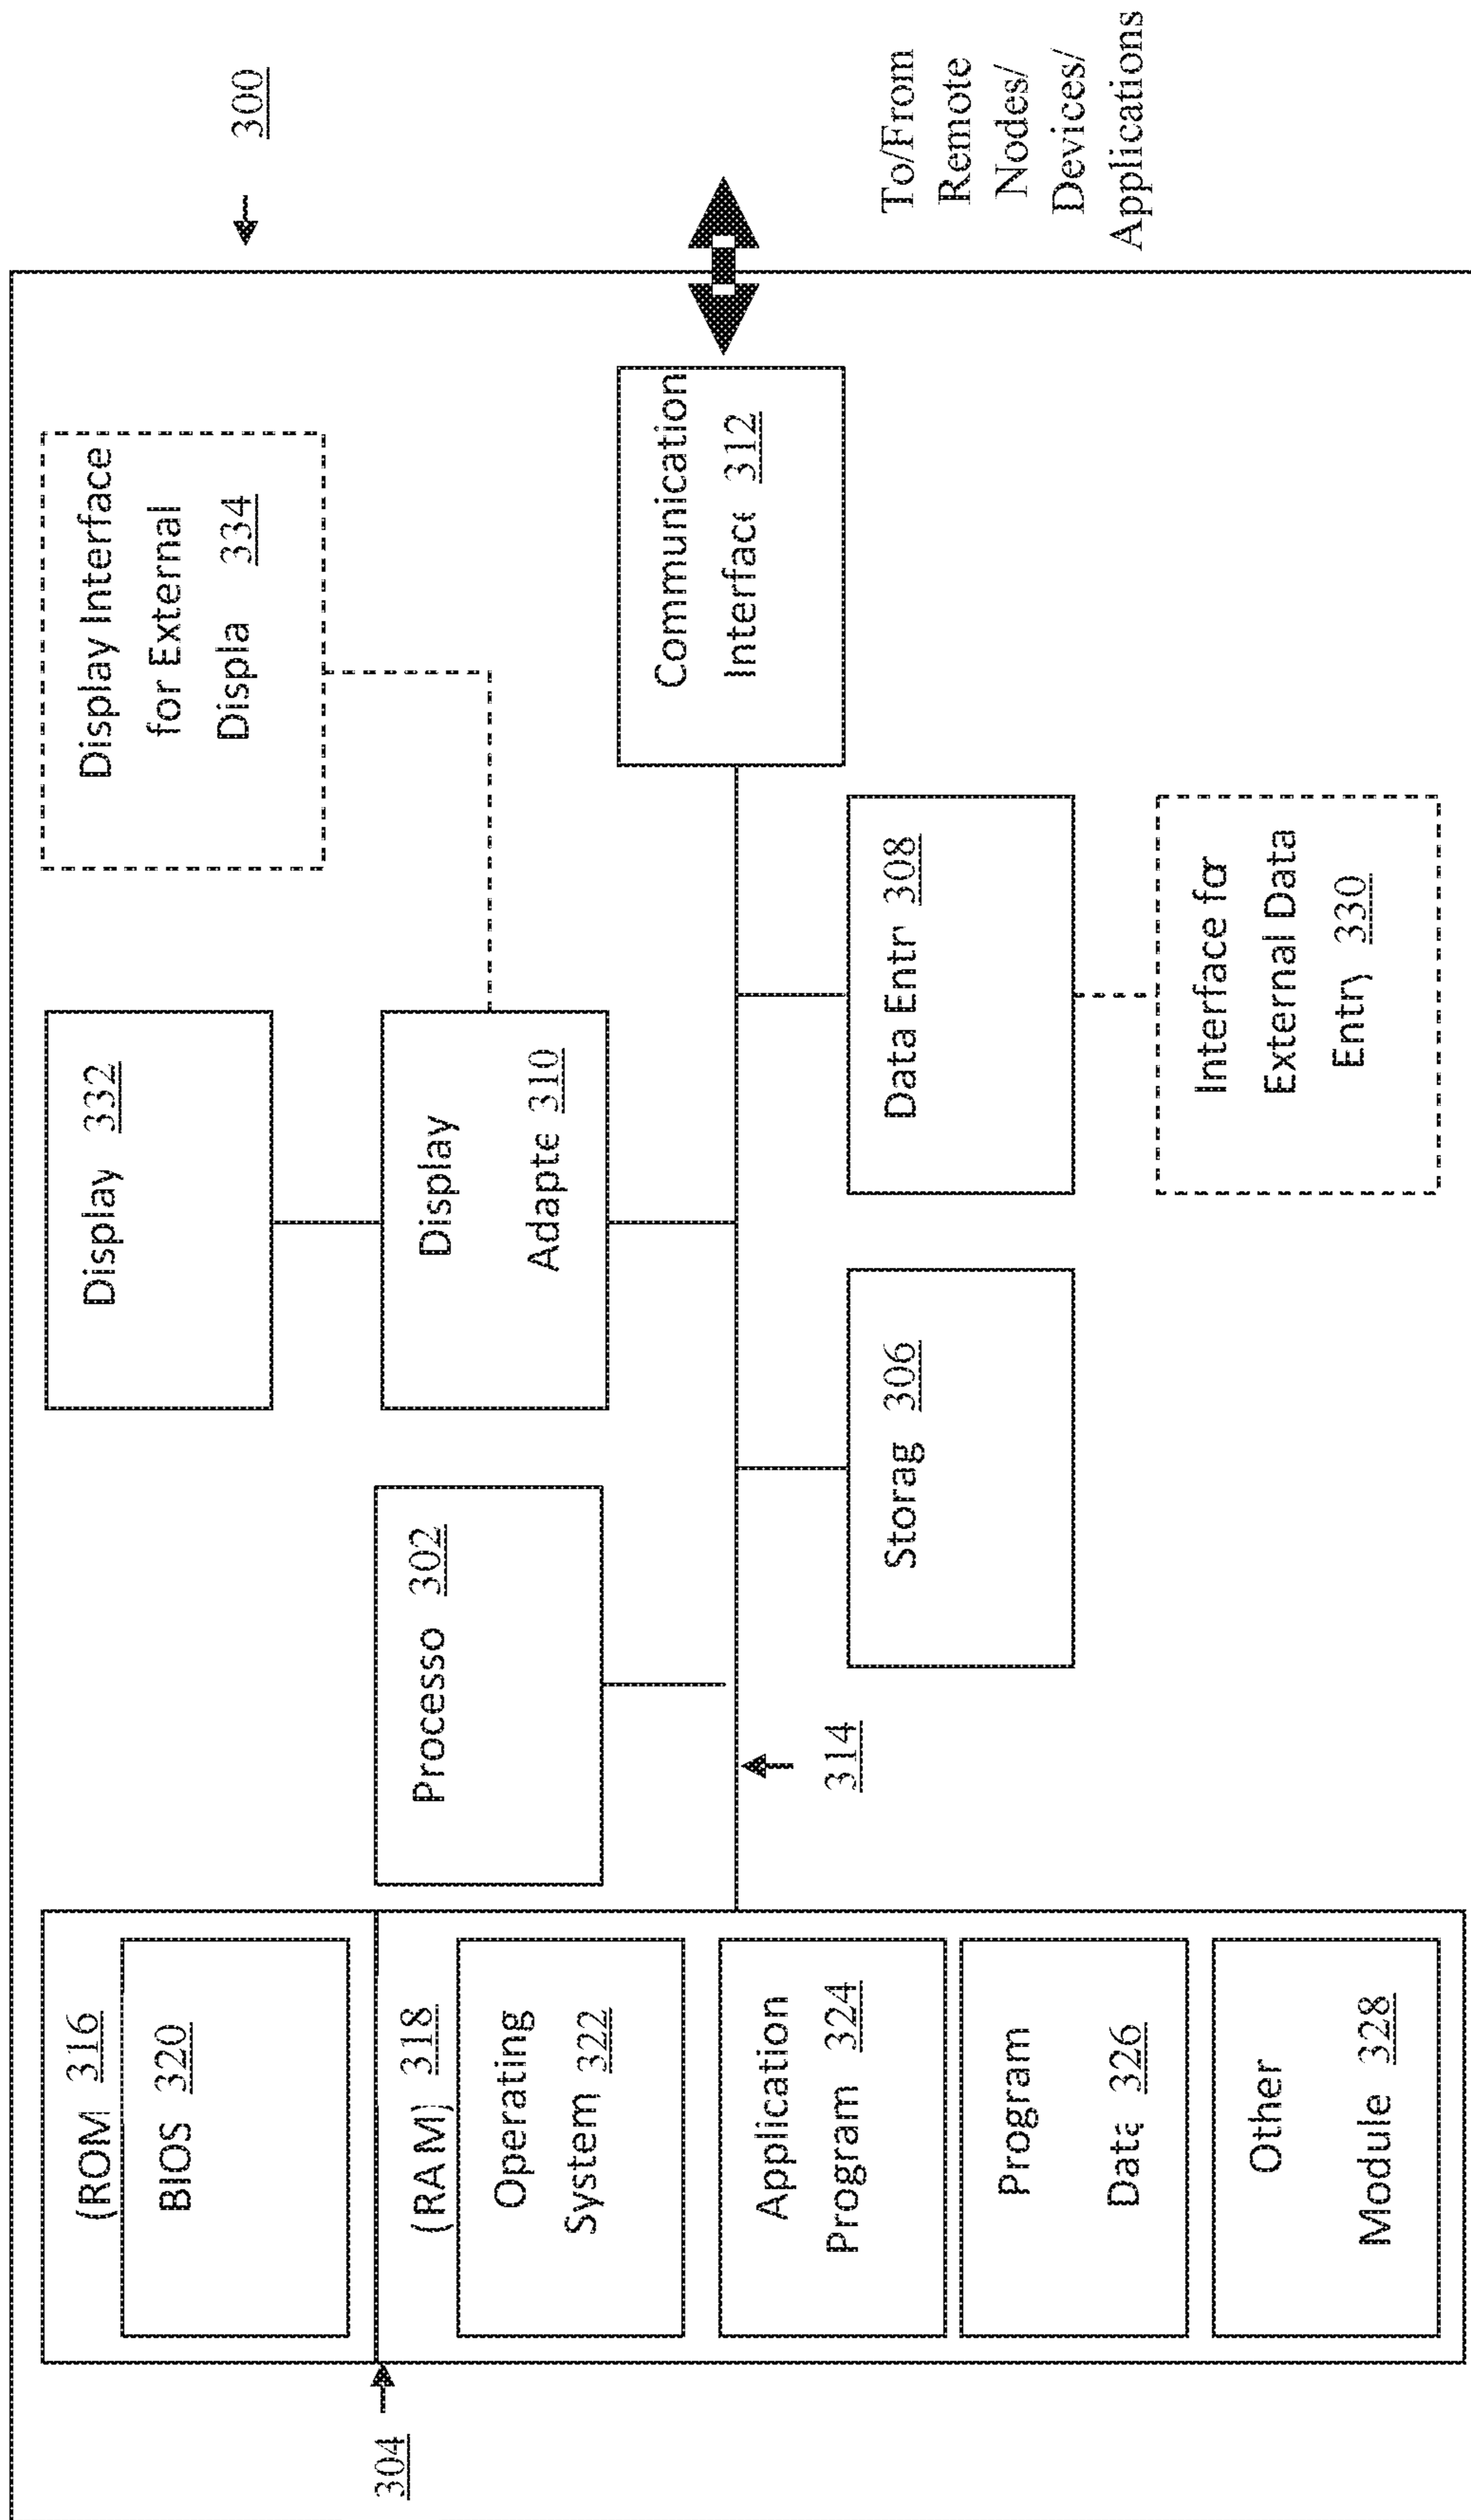 300
(ROM 316
BIOS 320
304
(RAM) 318
Operating
System 322
Application
Program 324
Program
Data 326
Other
Module 328
Processo 302
314
Display 332
Display
Adapte 310
Display Interface
for External
Displa 334
Storag 306
Data Entr 308
Interface for
External Data
Entry 330
Communication
Interface 312
To/From
Remote
Nodes/
Devices/
Applications